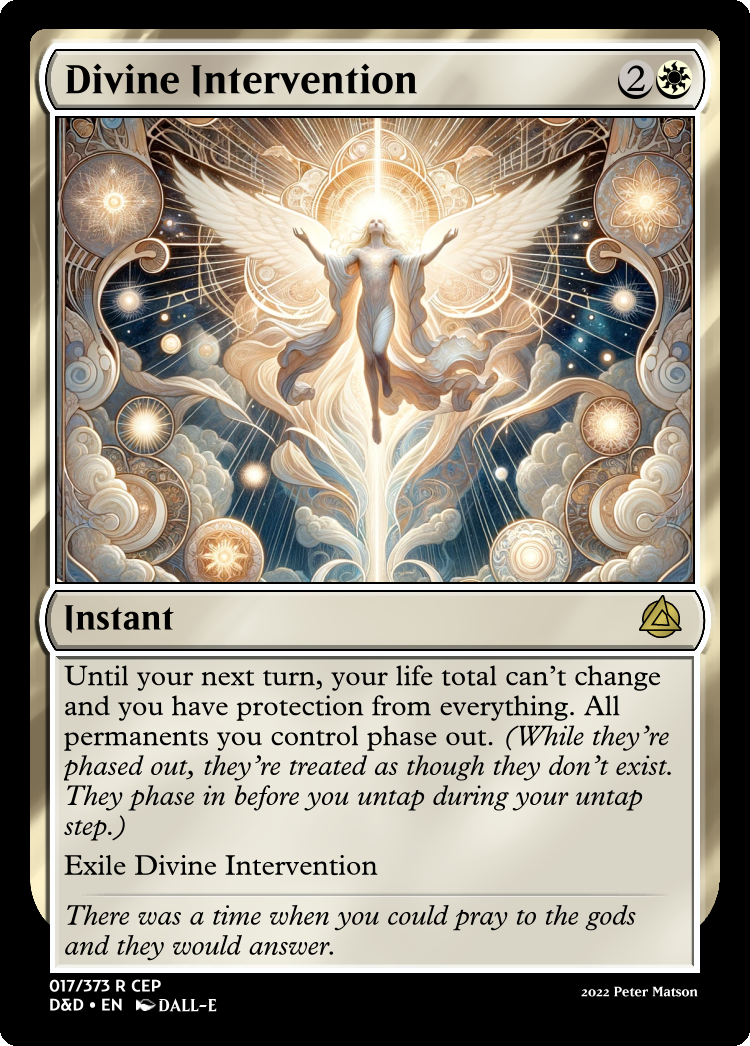 Divine Intervention 2
Instant
Until your next turn, your life total can't change
and you have protection from everything. All
permanents you control phase out. (While they're
phased out, they're treated as though they don't exist.
They phase in before you untap during your untap
step.)
Exile Divine Intervention
There was a time when you could pray to the gods
and they would answer.
017/373 R CEP
D&D • EN DALL-E
2022 Peter Matson